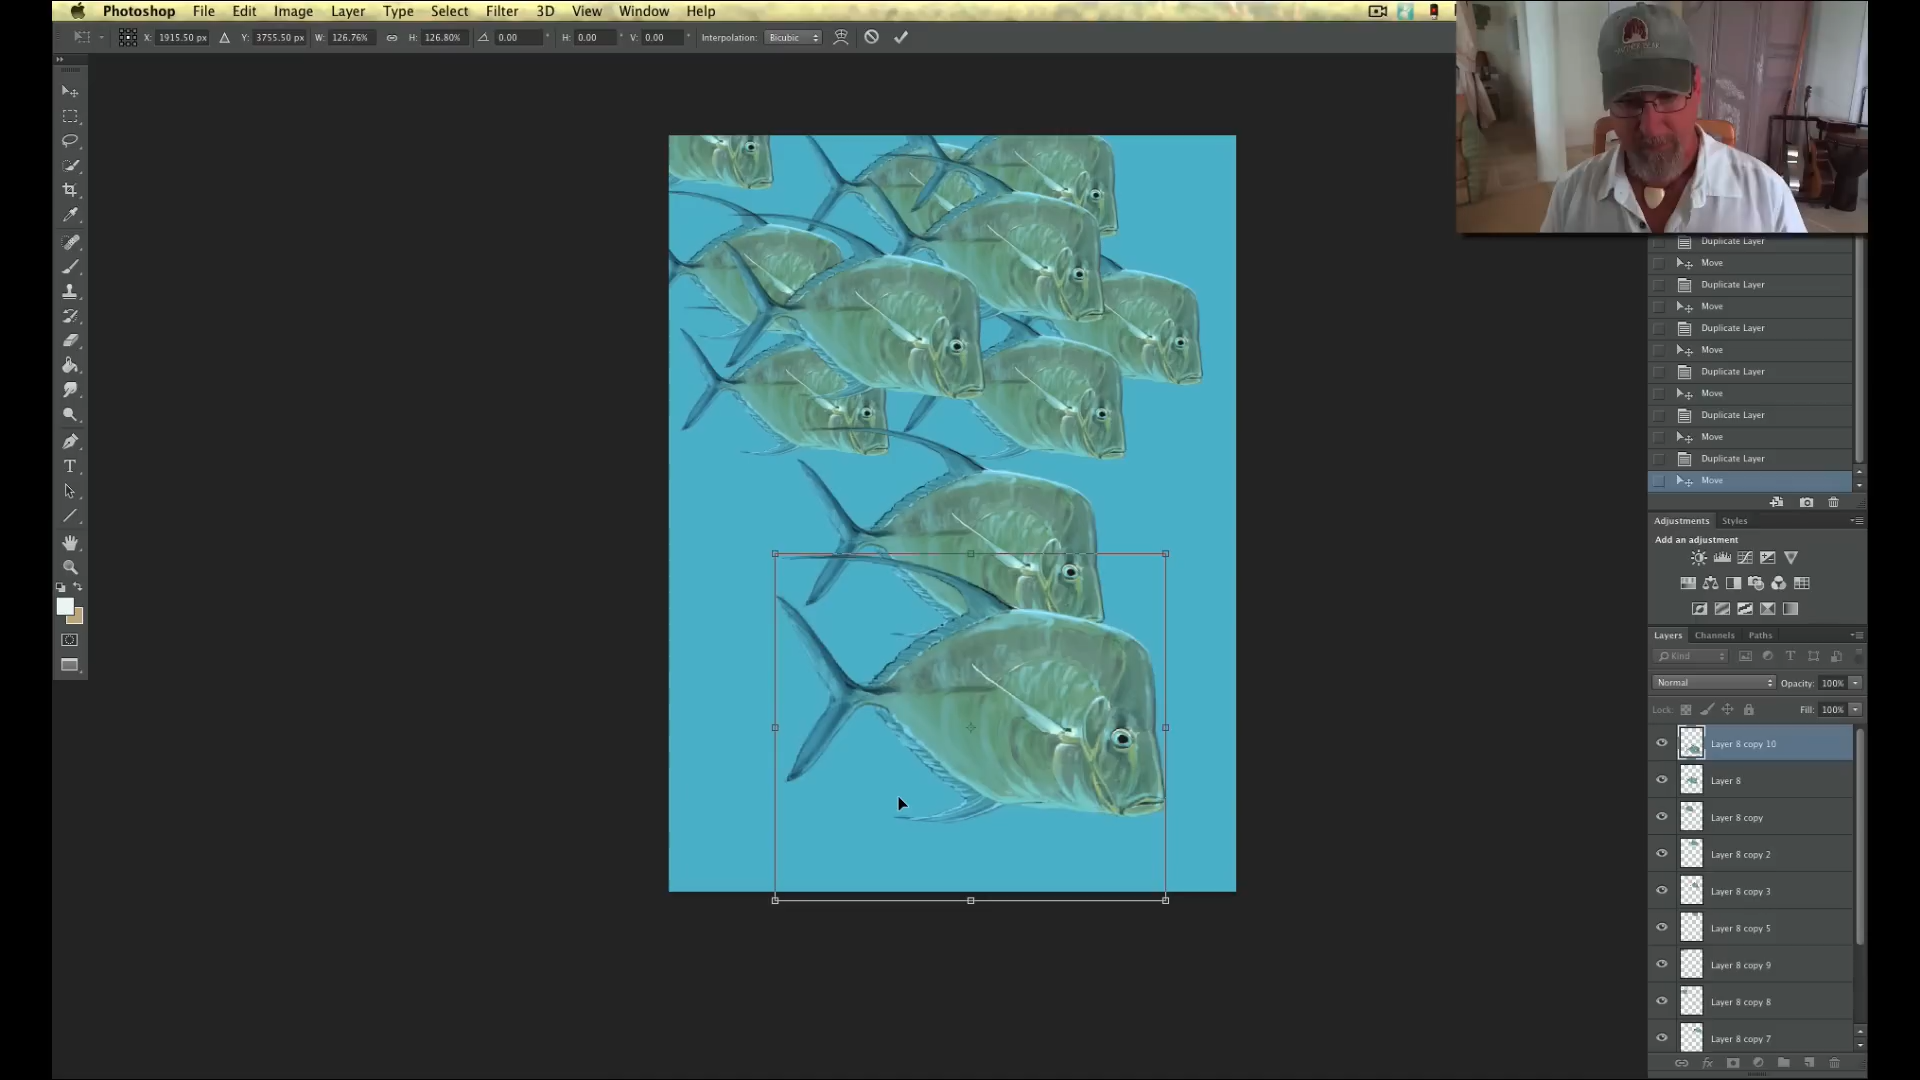 Photoshop File Edit Image Layer Type Select Filter 3D View Window Help
X: 1915.50 px Y: 3755.50 px W: 126.76% H: 126.80% 0.00 ° H: 0.00 ° V: 0.00 ° Interpolation: Bicubic
Duplicate Layer
Move
Duplicate Layer
Move
Duplicate Layer
Move
Duplicate Layer
Move
Duplicate Layer
Move
Duplicate Layer
Move
Adjustments Styles
Add an adjustment
Layers Channels Paths
Kind
Normal Opacity: 100%
Lock: Fill: 100%
Layer 8 copy 10
Layer 8
Layer 8 copy
Layer 8 copy 2
Layer 8 copy 3
Layer 8 copy 5
Layer 8 copy 9
Layer 8 copy 8
Layer 8 copy 7